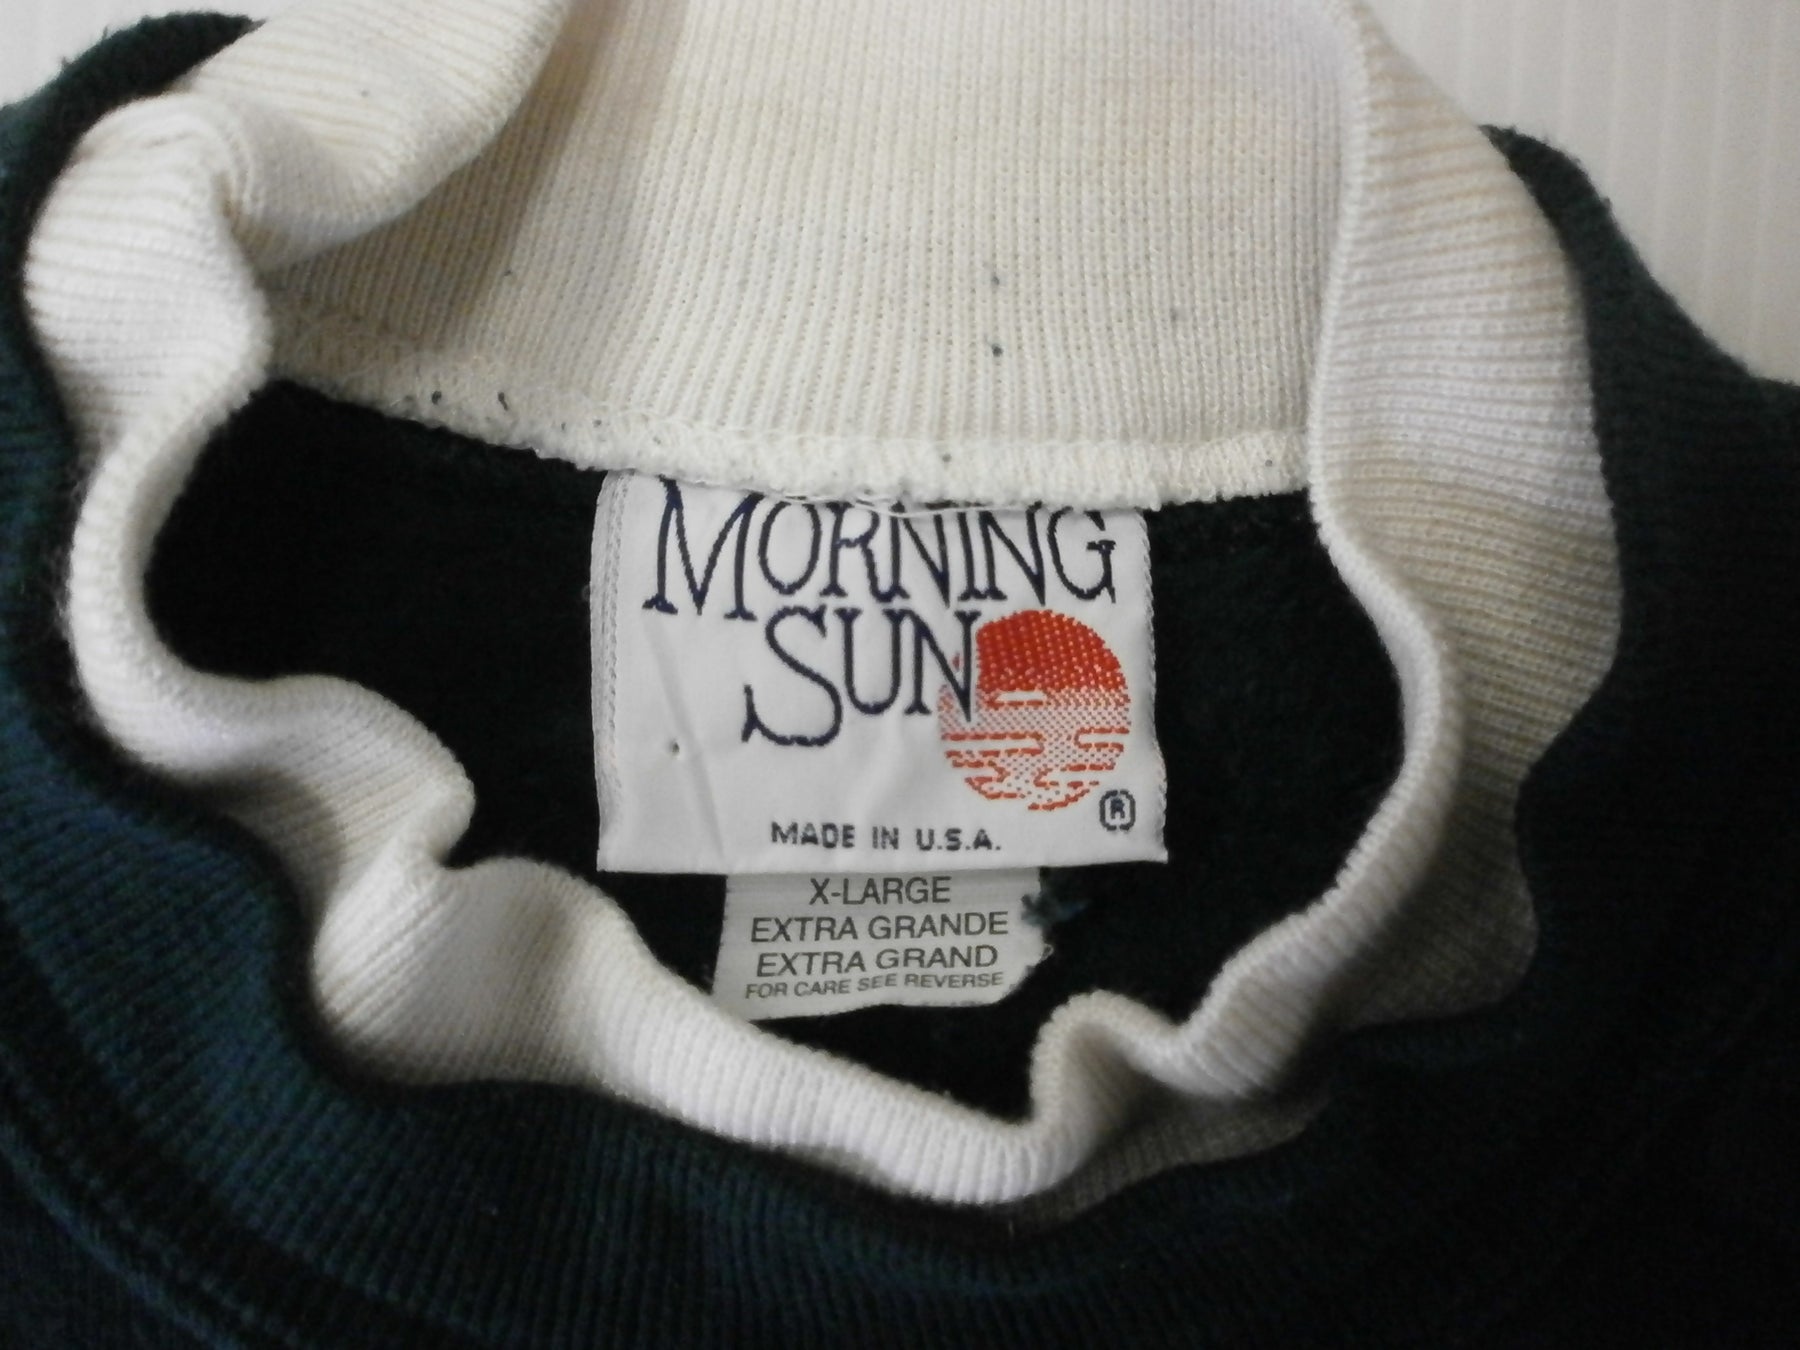 MORNING
SUN
®
MADE IN U.S.A.
X-LARGE
EXTRA GRANDE
EXTRA GRAND
FOR CARE SEE REVERSE